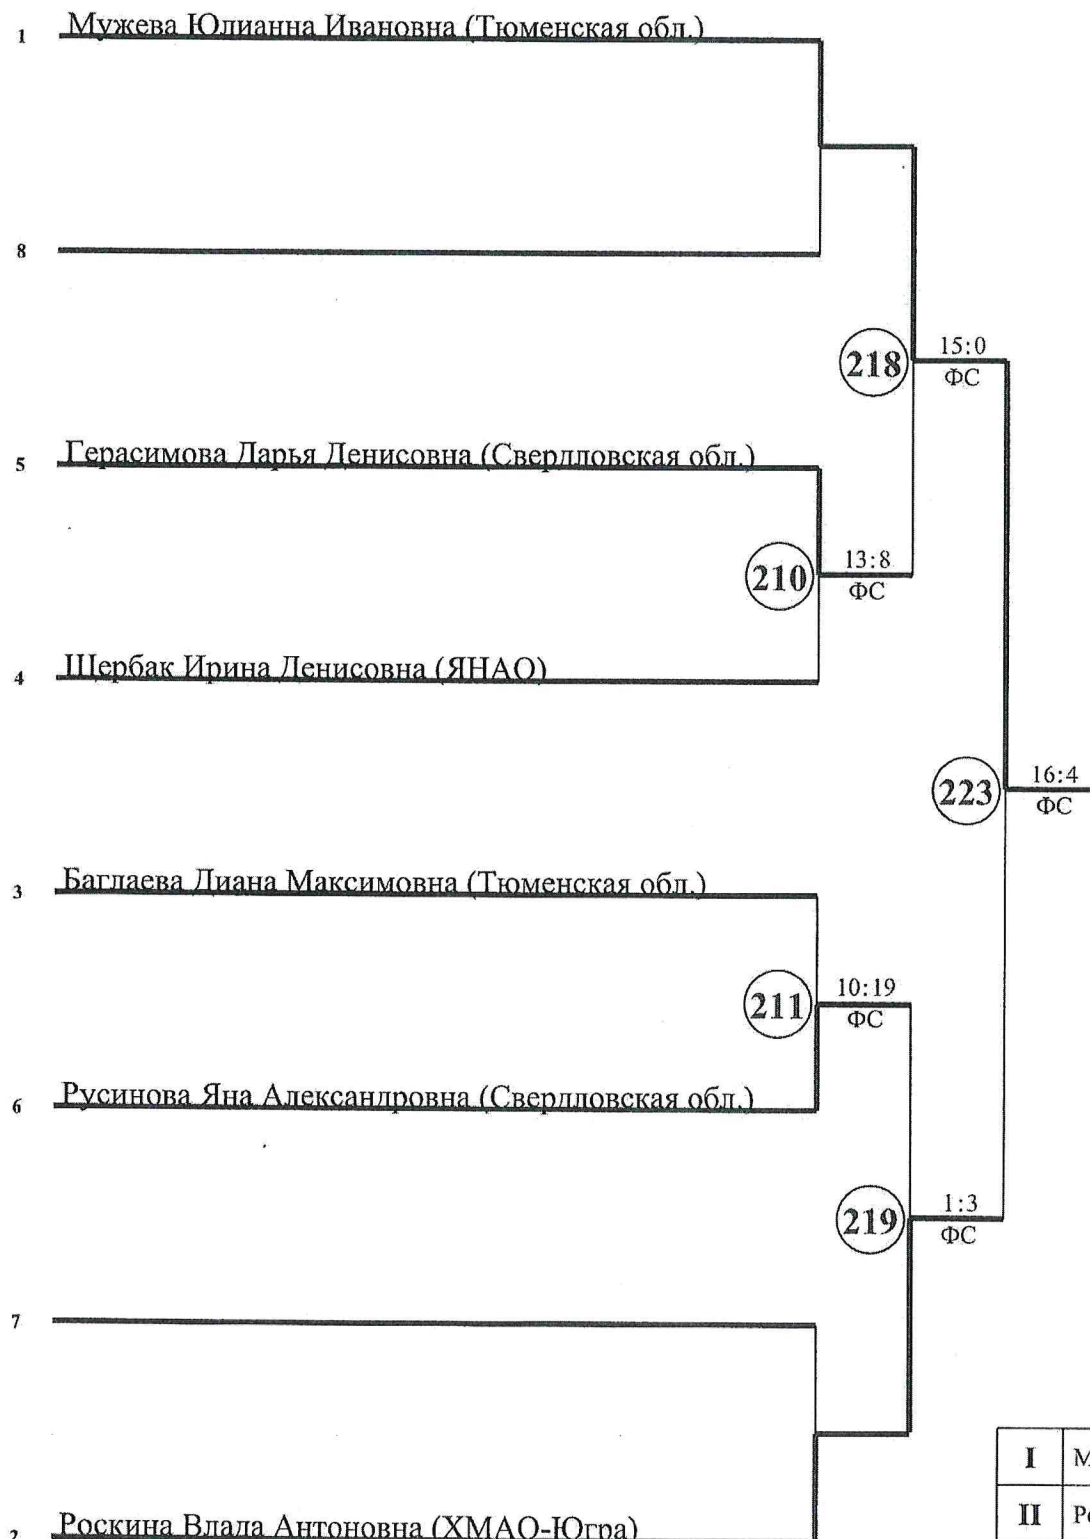 1 Мужева Юлианна Ивановна (Тюменская обл.)
8
218 15:0
ФС
5 Герасимова Дарья Денисовна (Свердловская обл.)
210 13:8
ФС
4 Щербак Ирина Денисовна (ЯНАО)
223 16:4
ФС
3 Баглаева Диана Максимовна (Тюменская обл.)
211 10:19
ФС
6 Русинова Яна Александровна (Свердловская обл.)
219 1:3
ФС
7
I М
II Р
2 Роскина Влада Антоновна (ХМАО-Югра)